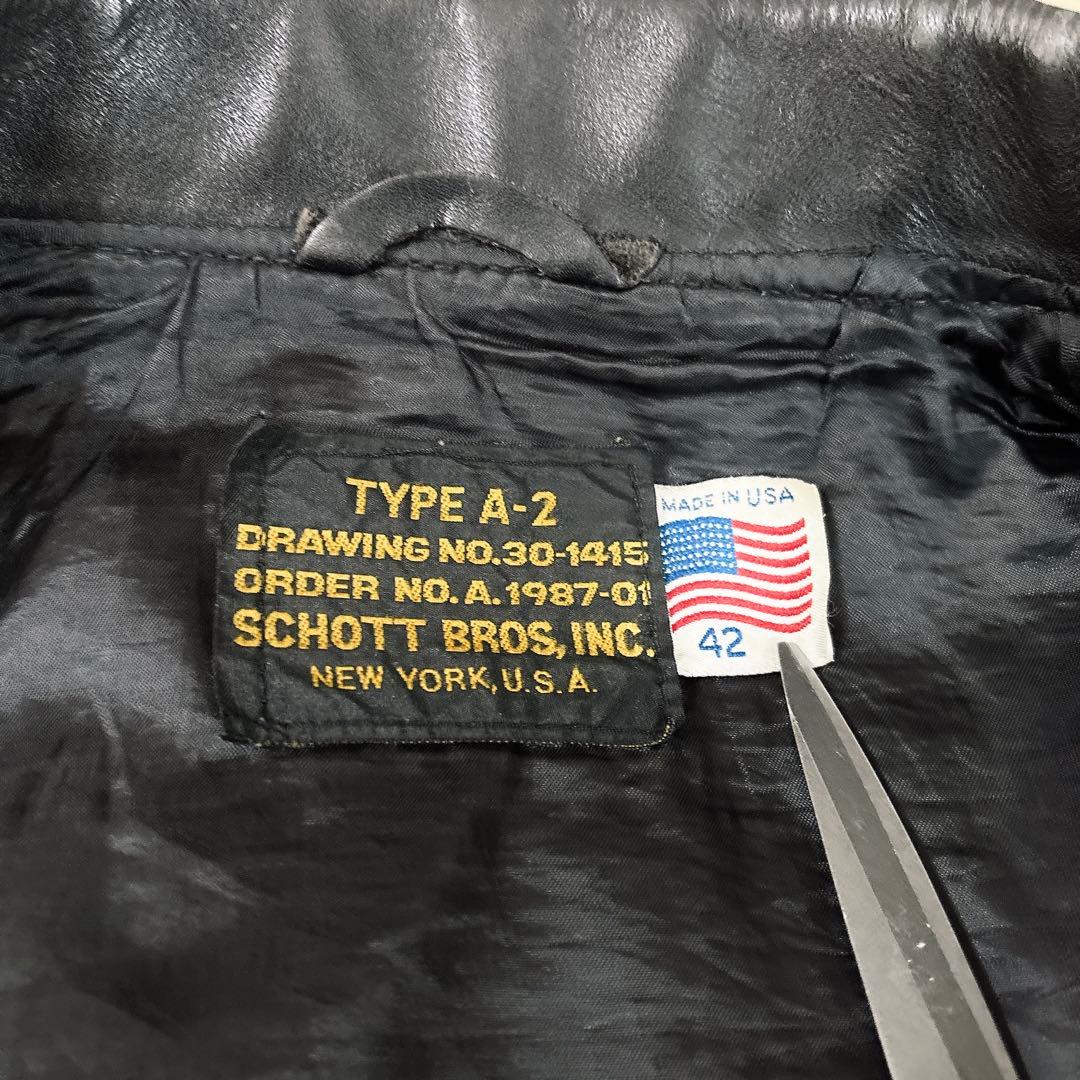 TYPE A-2
DRAWING NO.30-1415
ORDER NO.A.1987-01
SCHOTT BROS,INC.
NEW YORK,U.S.A.
MADE IN USA
42